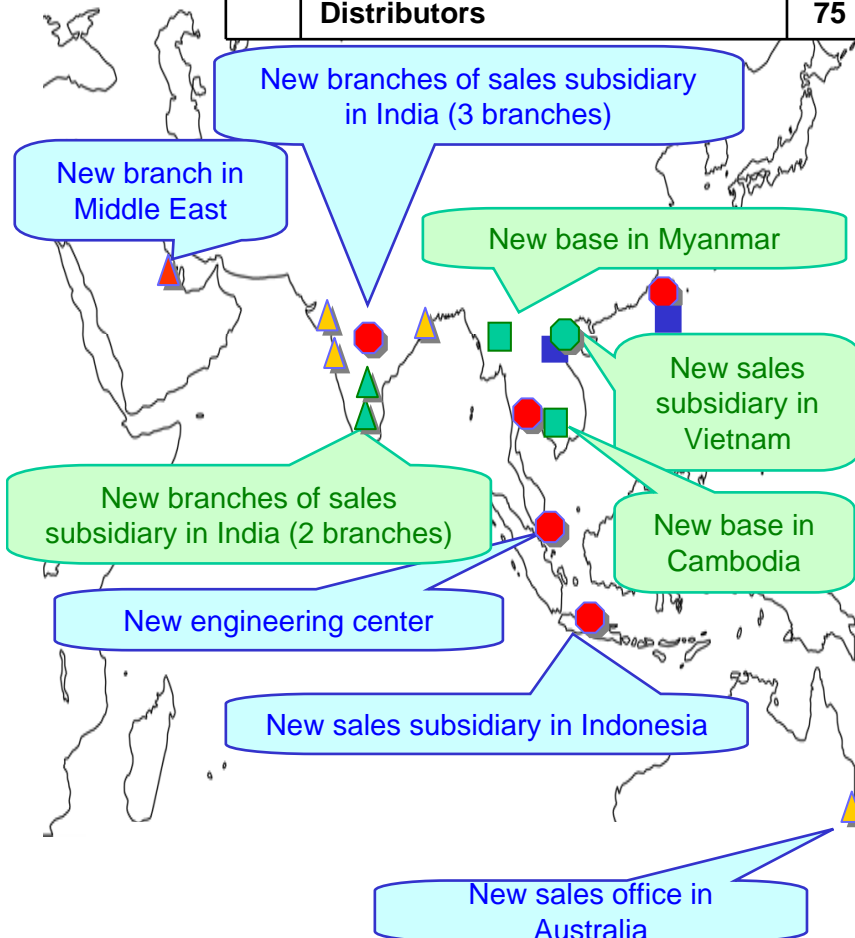 Distributors 75
New branches of sales subsidiary
in India (3 branches)
New branch in
Middle East
New base in Myanmar
New sales
subsidiary in
Vietnam
New branches of sales
subsidiary in India (2 branches)
New base in
Cambodia
New engineering center
New sales subsidiary in Indonesia
New sales office in
Australia